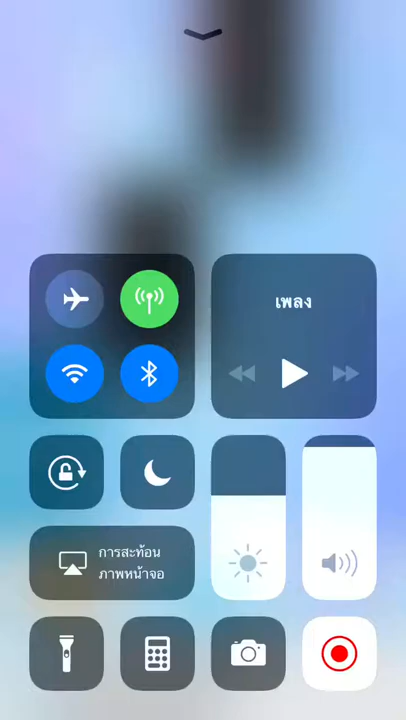 เพลง
การสะท้อน
ภาพหน้าจอ